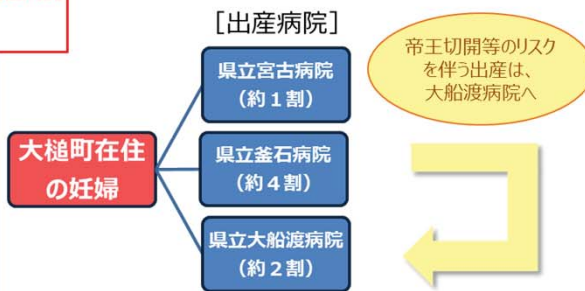 ［出産病院］
県立宮古病院
（約１割）
帝王切開等のリスク
を伴う出産は、
大船渡病院へ
大槌町在住
の妊婦
県立釜石病院
（約４割）
県立大船渡病院
（約２割）